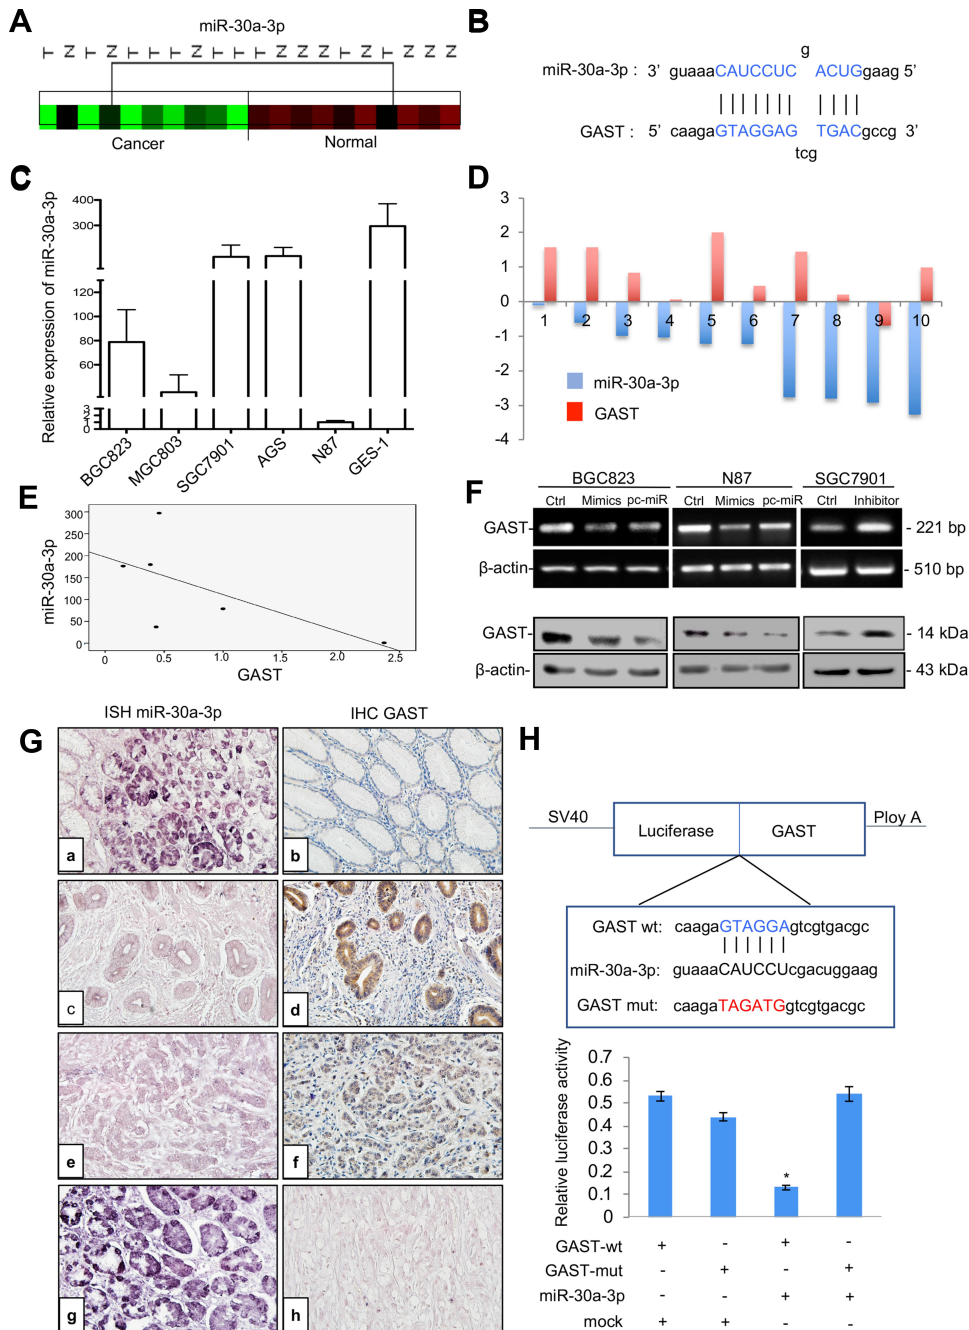 A
miR-30a-3p
T N T N T T T T T N T N N T N T N N N N
Cancer Normal
B
g
miR-30a-3p : 3' guaaaCAUCCUC ACUGgaag 5'
GAST : 5' caagaGTAGGAG TGACgccg 3'
tcg
C
Relative expression of miR-30a-3p
400
300
120
80
60
3
2
1
0
BGC823 MGC803 SGC7901 AGS N87 GES-1
D
3
2
1
0
-1
-2
-3
-4
1 2 3 4 5 6 7 8 9 10
miR-30a-3p
GAST
E
miR-30a-3p
300
250
200
150
100
50
0
0 0.5 1.0 1.5 2.0 2.5
GAST
F
BGC823 N87 SGC7901
Ctrl Mimics pc-miR Ctrl Mimics pc-miR Ctrl Inhibitor
GAST- - 221 bp
β-actin- - 510 bp
GAST- - 14 kDa
β-actin- - 43 kDa
G
ISH miR-30a-3p IHC GAST
a b
c d
e f
g h
H
SV40 Luciferase GAST Ploy A
GAST wt: caagaGTAGGAgtcgtgacgc
miR-30a-3p: guaaaCAUCCUcgacuggaag
GAST mut: caagaTAGATGgtcgtgacgc
Relative luciferase activity
0.7
0.6
0.5
0.4
0.3
0.2
0.1
0
*
GAST-wt + - + -
GAST-mut - + - +
miR-30a-3p - - + +
mock + + - -